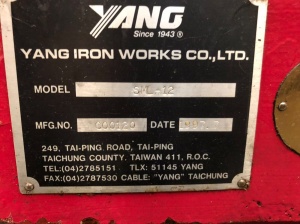 YANG
Since 1943 ®
YANG IRON WORKS CO., LTD.
MODEL
MFG.NO. DATE
249, TAI-PING ROAD, TAI-PING
TAICHUNG COUNTY. TAIWAN 411, R.O.C.
TEL:(04)2785151 TLX: 51145 YANG
FAX:(04)2787530 CABLE: "YANG" TAICHUNG